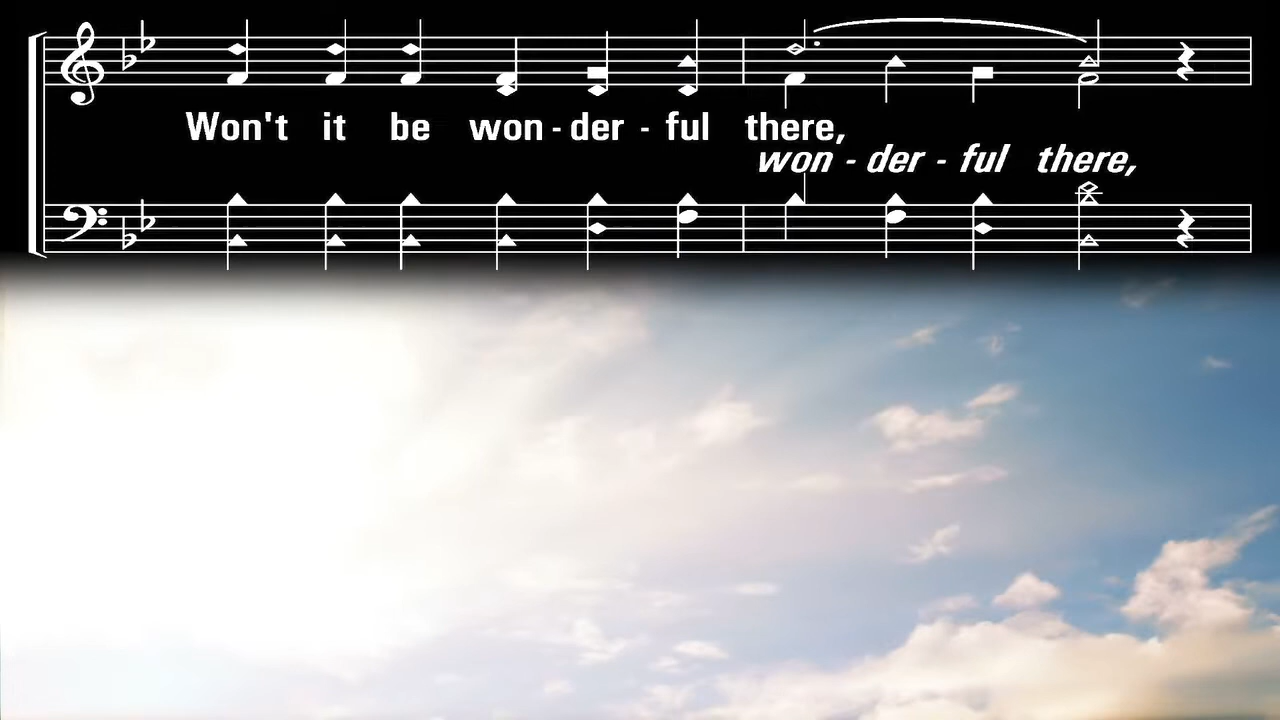 Won't it be won - der - ful there,
won - der - ful there,